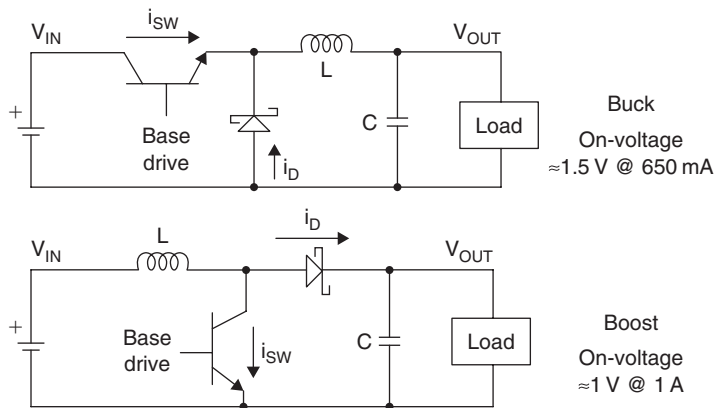 i_SW
V_IN
V_OUT
L
+
Base
drive
i_D
C
Load
Buck
On-voltage
≈1.5 V @ 650 mA
i_D
V_IN
L
V_OUT
+
Base
drive
i_SW
C
Load
Boost
On-voltage
≈1 V @ 1 A